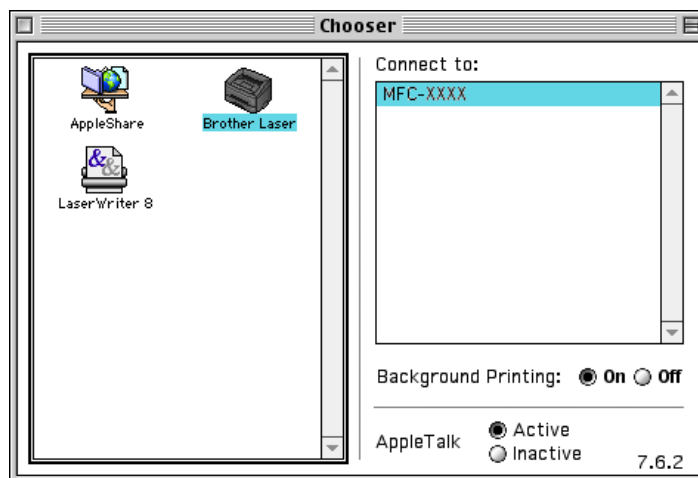 Chooser
AppleShare
Brother Laser
LaserWriter 8
Connect to:
MFC-XXXX
Background Printing: On Off
AppleTalk
Active
Inactive
7.6.2